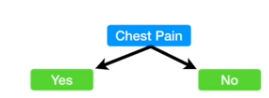 Chest Pain
Yes
No